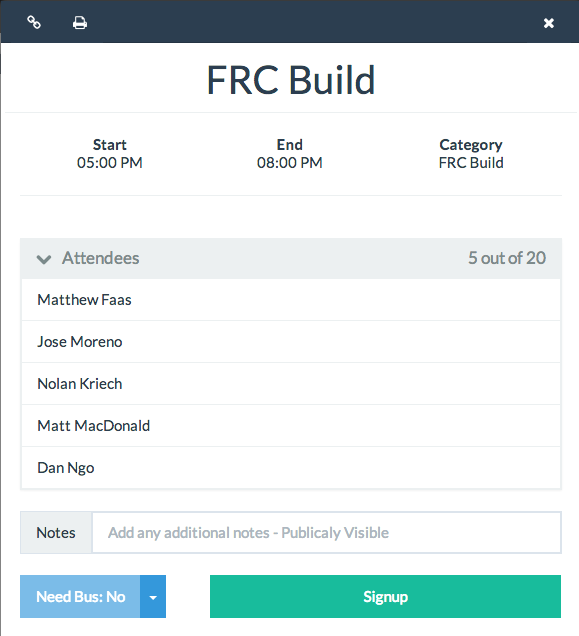 FRC Build
Start End Category
05:00 PM 08:00 PM FRC Build
Attendees 5 out of 20
Matthew Faas
Jose Moreno
Nolan Kriech
Matt MacDonald
Dan Ngo
Notes Add any additional notes - Publicaly Visible
Need Bus: No Signup